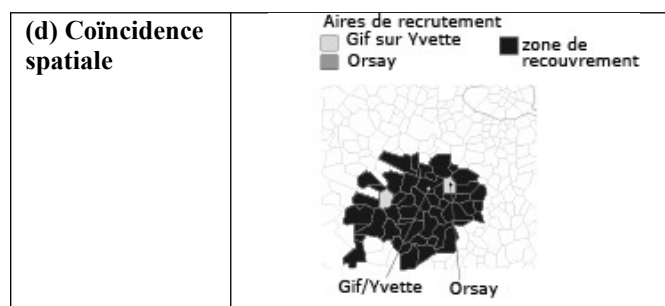 (d) Coïncidence
spatiale
Aires de recrutement
Gif sur Yvette
Orsay
zone de
recouvrement
Gif/Yvette
Orsay